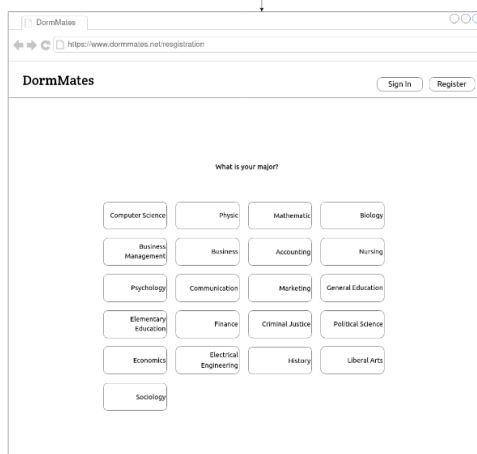 DormMates
https://www.dormmates.net/resgistration
DormMates
Sign In
Register
What is your major?
Computer Science
Physic
Mathematic
Biology
Business
Management
Business
Accounting
Nursing
Psychology
Communication
Marketing
General Education
Elementary
Education
Finance
Criminal Justice
Political Science
Economics
Electrical
Engineering
History
Liberal Arts
Sociology